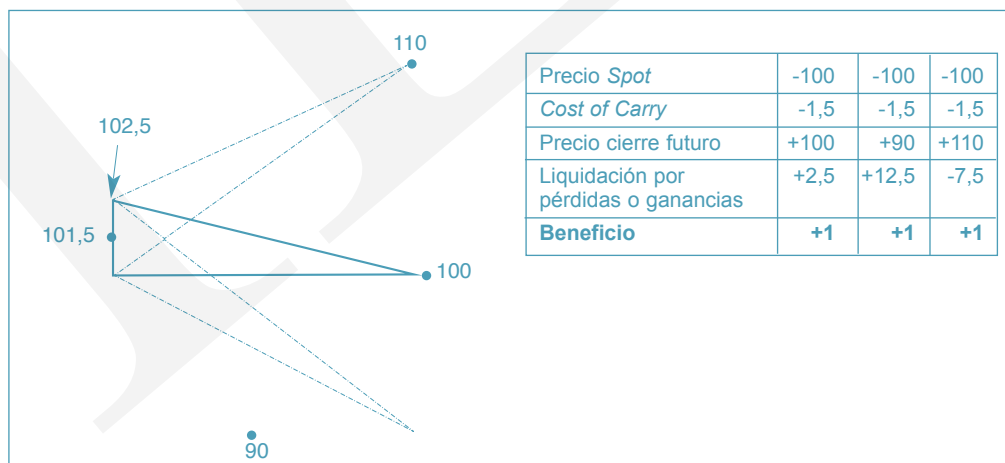 110
102,5
101,5
100
90
Precio Spot -100 -100 -100
Cost of Carry -1,5 -1,5 -1,5
Precio cierre futuro +100 +90 +110
Liquidación por +2,5 +12,5 -7,5
pérdidas o ganancias
Beneficio +1 +1 +1